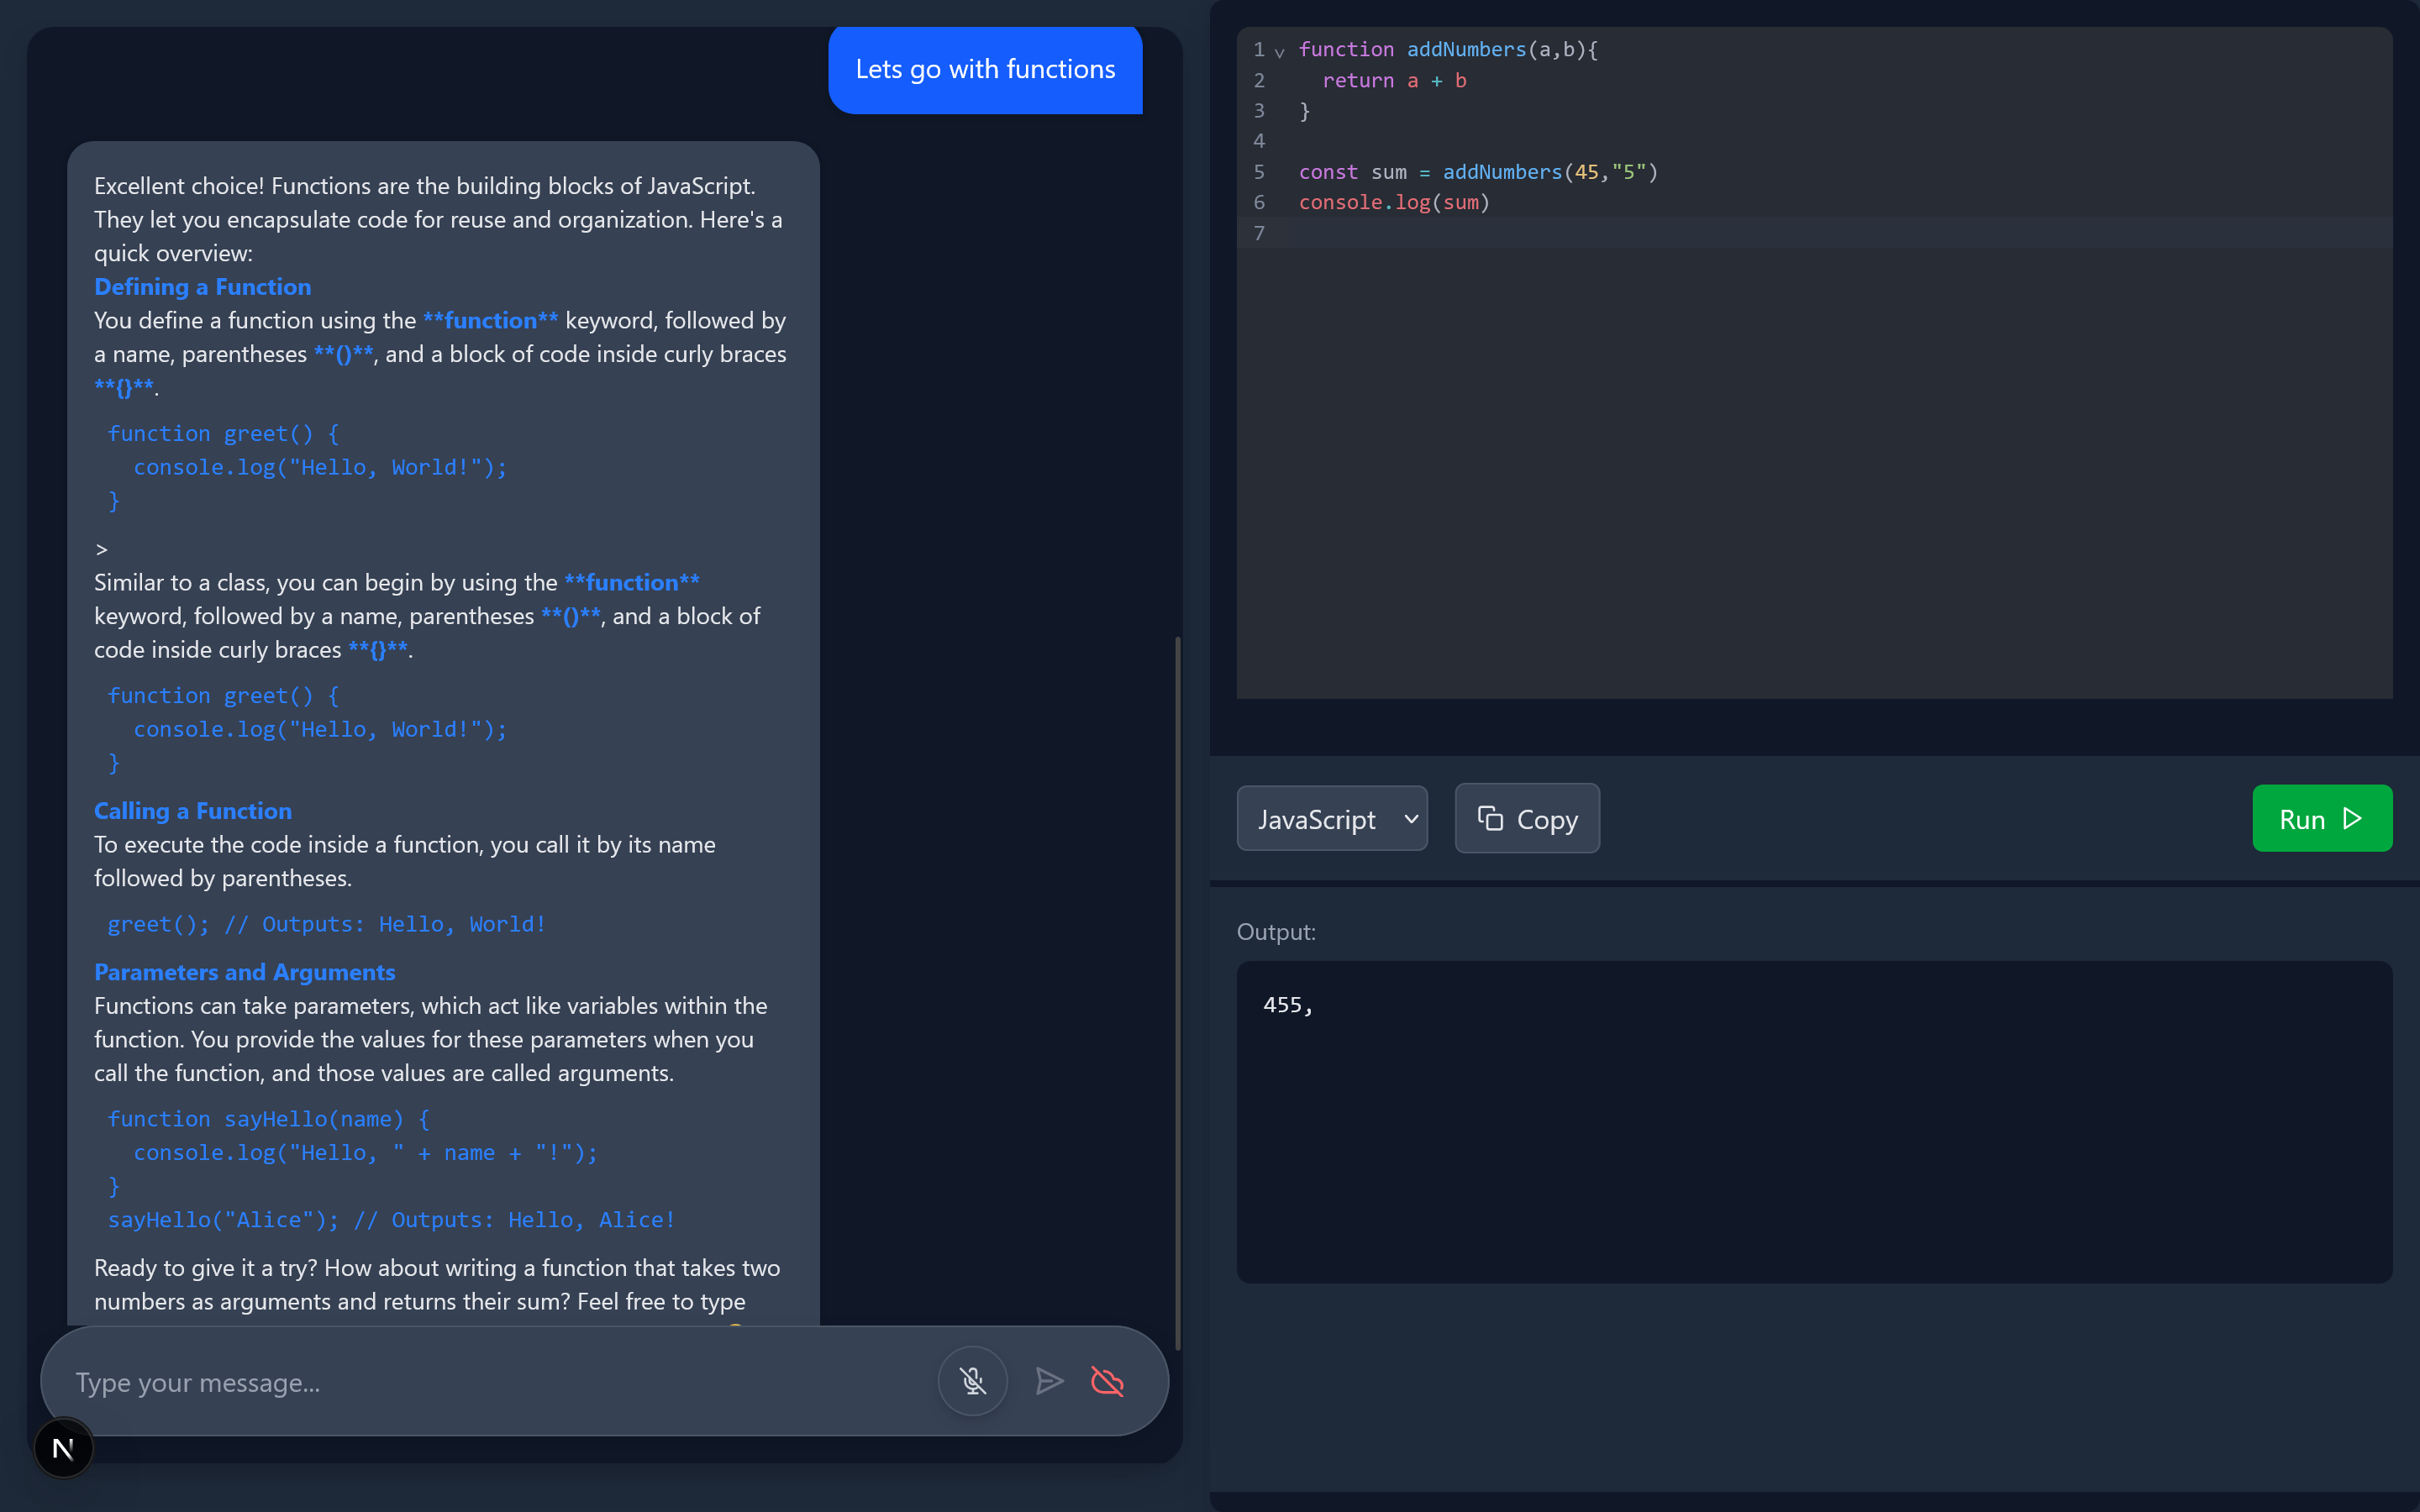 Lets go with functions
Excellent choice! Functions are the building blocks of JavaScript.
They let you encapsulate code for reuse and organization. Here's a
quick overview:
Defining a Function
You define a function using the **function** keyword, followed by
a name, parentheses **()**, and a block of code inside curly braces
**{}**.
function greet() {
  console.log("Hello, World!");
}
>
Similar to a class, you can begin by using the **function**
keyword, followed by a name, parentheses **()**, and a block of
code inside curly braces **{}**.
function greet() {
  console.log("Hello, World!");
}
Calling a Function
To execute the code inside a function, you call it by its name
followed by parentheses.
greet(); // Outputs: Hello, World!
Parameters and Arguments
Functions can take parameters, which act like variables within the
function. You provide the values for these parameters when you
call the function, and those values are called arguments.
function sayHello(name) {
  console.log("Hello, " + name + "!");
}
sayHello("Alice"); // Outputs: Hello, Alice!
Ready to give it a try? How about writing a function that takes two
numbers as arguments and returns their sum? Feel free to type
Type your message...
N
1 function addNumbers(a,b){
2   return a + b
3 }
4
5 const sum = addNumbers(45,"5")
6 console.log(sum)
7
JavaScript
Copy
Run
Output:
455,